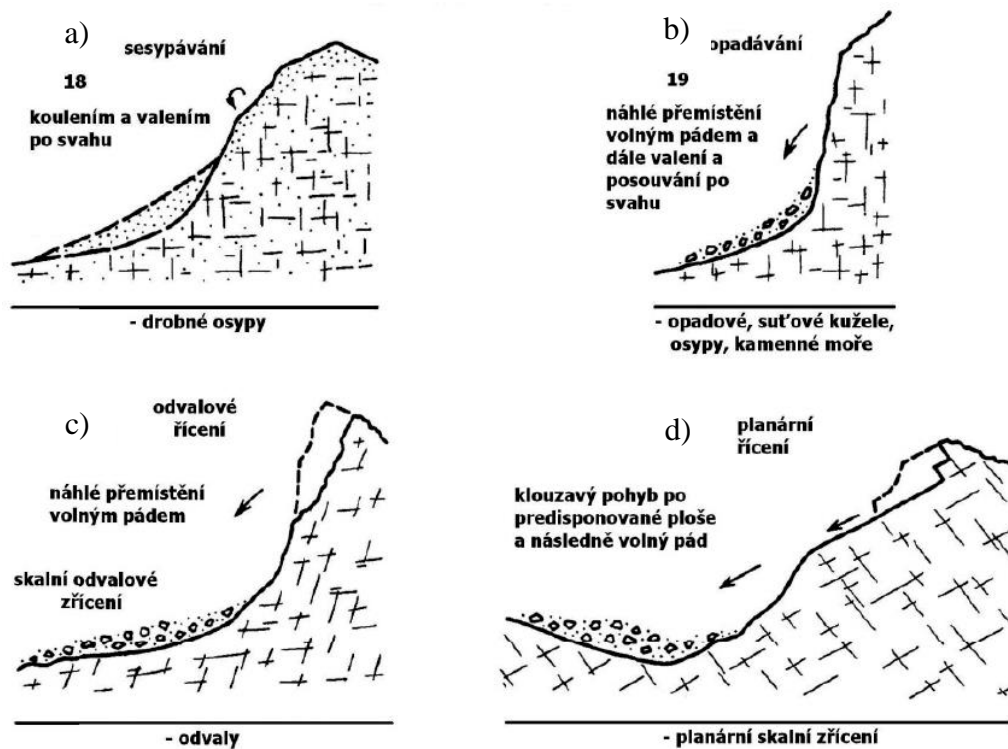 a)
sesypávání
18
koulením a valením
po svahu
- drobné osypy
b)
opadávání
19
náhlé přemístění
volným pádem a
dále valení a
posouvání po
svahu
- opadové, suťové kužele,
osypy, kamenné moře
c)
odvalové
řícení
náhlé přemístění
volným pádem
skalní odvalové
zřícení
- odvaly
d)
planární
řícení
klouzavý pohyb po
predisponované ploše
a následně volný pád
- planární skalní zřícení